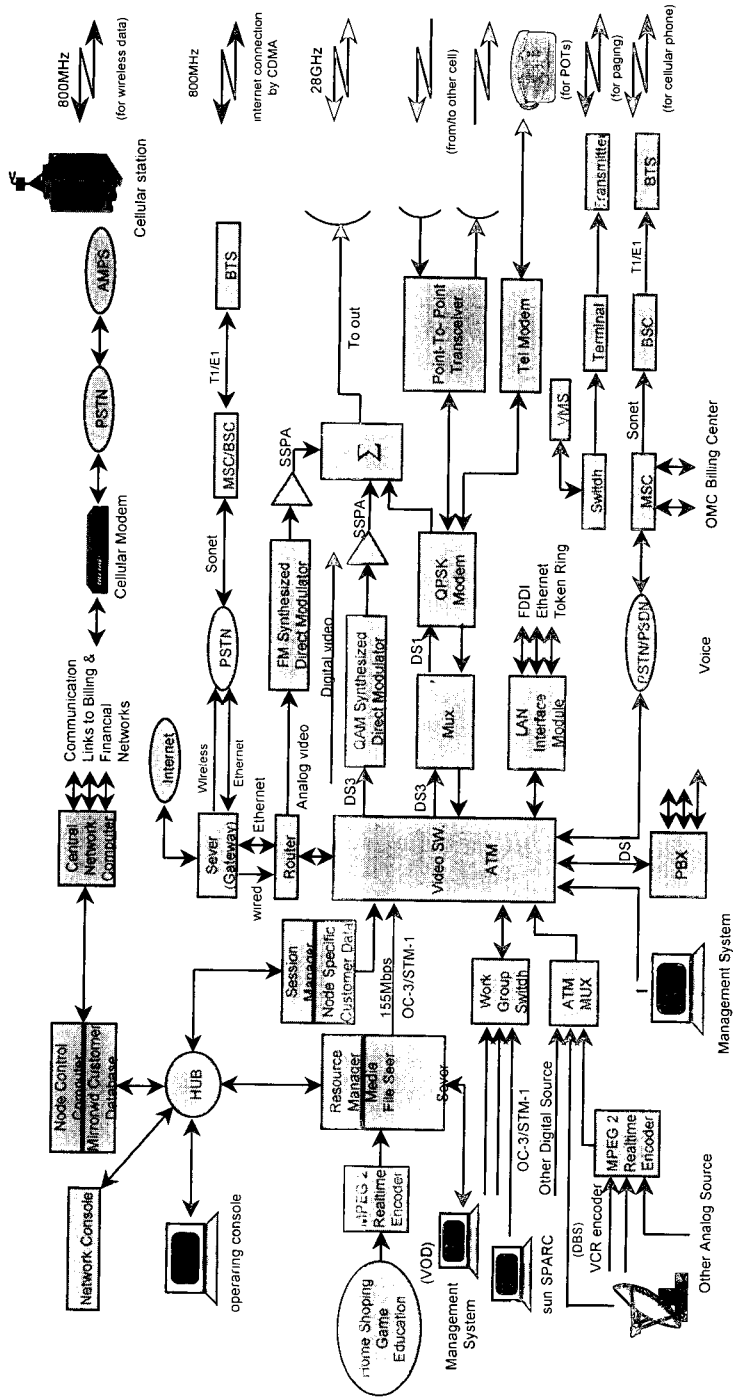 800MHz
(for wireless data)
800MHz
internet connection
by CDMA
28GHz
(from/to other cell)
(for POTs)
(for paging)
(for cellular phone)
Cellular station
AMPS
PSTN
Cellular Modem
Communication
Links to Billing &
Financial
Networks
Central
Network
Computer
Node Control
Computer
Mirrorwd Customer
Database
Network Console
HUB
operaring console
BTS
T1/E1
MSC/BSC
Sonet
PSTN
Wireless
Ethernet
Internet
Sever
(Gateway)
Ethernet
wired
Router
Analog video
FM Synthesized
Direct Modulator
SSPA
Digital video
To out
Σ
SSPA
QAM Synthesized
Direct Modulator
DS3
Session
Manager
Node Specific
Customer Data
155Mbps
OC-3/STM-1
Resource
Manager
Media
File Seer
Sever
MPEG 2
Realtime
Encoder
Home Shoping
Game
Education
(VOD)
Management
System
Video SW.
ATM
DS3
Mux
DS1
QPSK
Modem
Point-To- Point
Transoeiver
Tel Modem
LAN
Interface
Module
FDDI
Ethernet
Token Ring
Work
Group
Switdh
OC-3/STM-1
sun SPARC
ATM
MUX
Other Digital Source
(DBS)
VCR encoder
MPEG 2
Realtime
Encoder
Other Analog Source
Management System
PBX
DS1
Voice
PSTN/PSDN
MSC
OMC Billing Center
Sonet
BSC
T1/E1
BTS
Switch
VMS
Terminal
Transmitter